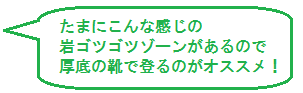 たまにこんな感じの
岩ゴツゴツゾーンがあるので
厚底の靴で登るのがオススメ！